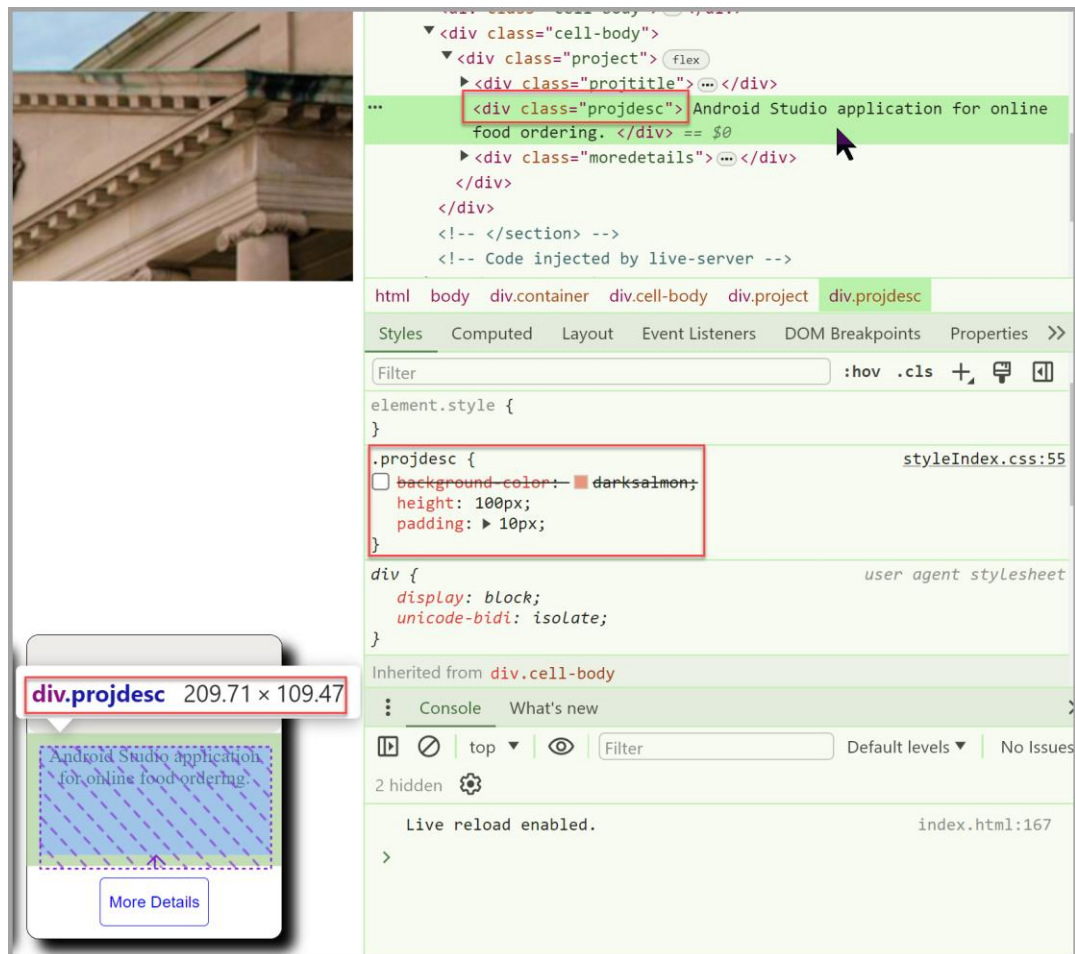 <div class="cell-body">
<div class="project"> flex
<div class="projtitle"> … </div>
... <div class="projdesc"> Android Studio application for online
food ordering. </div> == $0
<div class="moredetails"> … </div>
</div>
</div>
<!-- </section> -->
<!-- Code injected by live-server -->
html body div.container div.cell-body div.project div.projdesc
Styles Computed Layout Event Listeners DOM Breakpoints Properties
Filter :hov .cls
element.style {
}
.projdesc { styleIndex.css:55
background-color: darksalmon;
height: 100px;
padding: 10px;
}
div { user agent stylesheet
display: block;
unicode-bidi: isolate;
}
Inherited from div.cell-body
Console What's new
top Filter Default levels No Issues
2 hidden
Live reload enabled. index.html:167
div.projdesc 209.71 × 109.47
Android Studio application
for online food ordering.
More Details